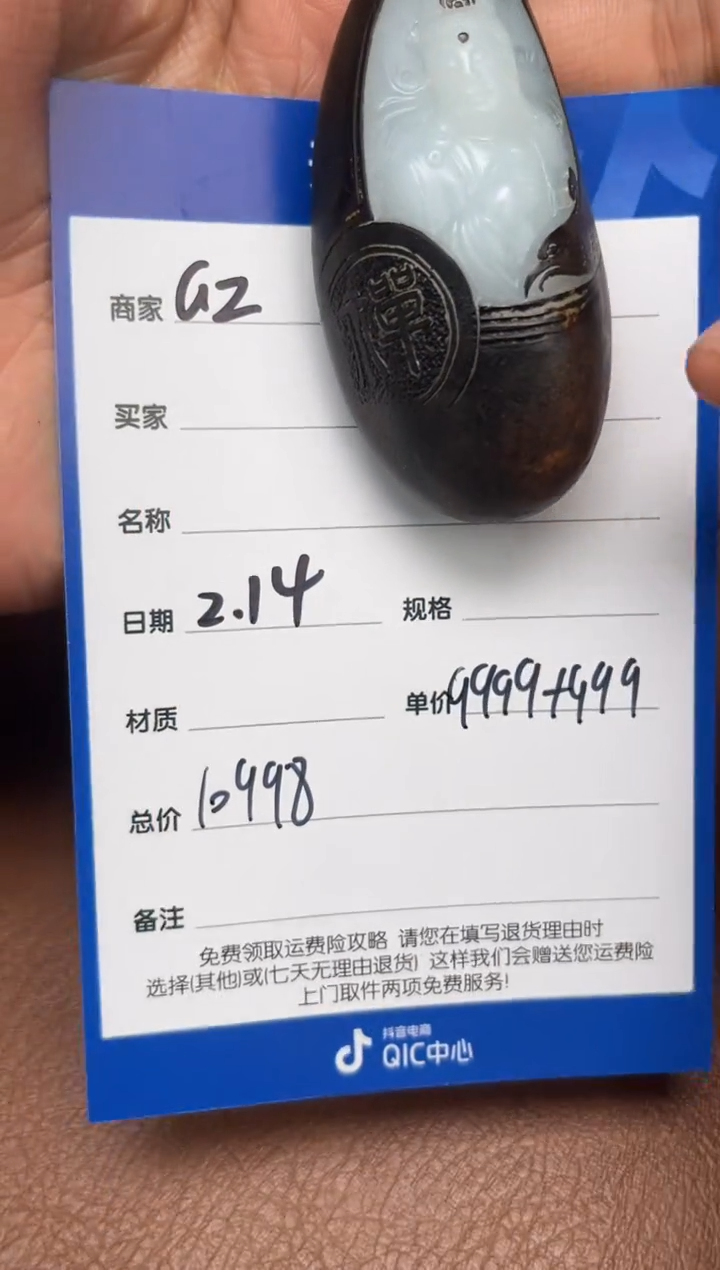 禪
商家 GZ
买家
名称
日期 2.14 规格
材质 单价 9999+999
总价 10998
备注
免费领取运费险攻略 请您在填写退货理由时
选择(其他)或(七天无理由退货) 这样我们会赠送您运费险
上门取件两项免费服务!
抖音电商
QIC中心